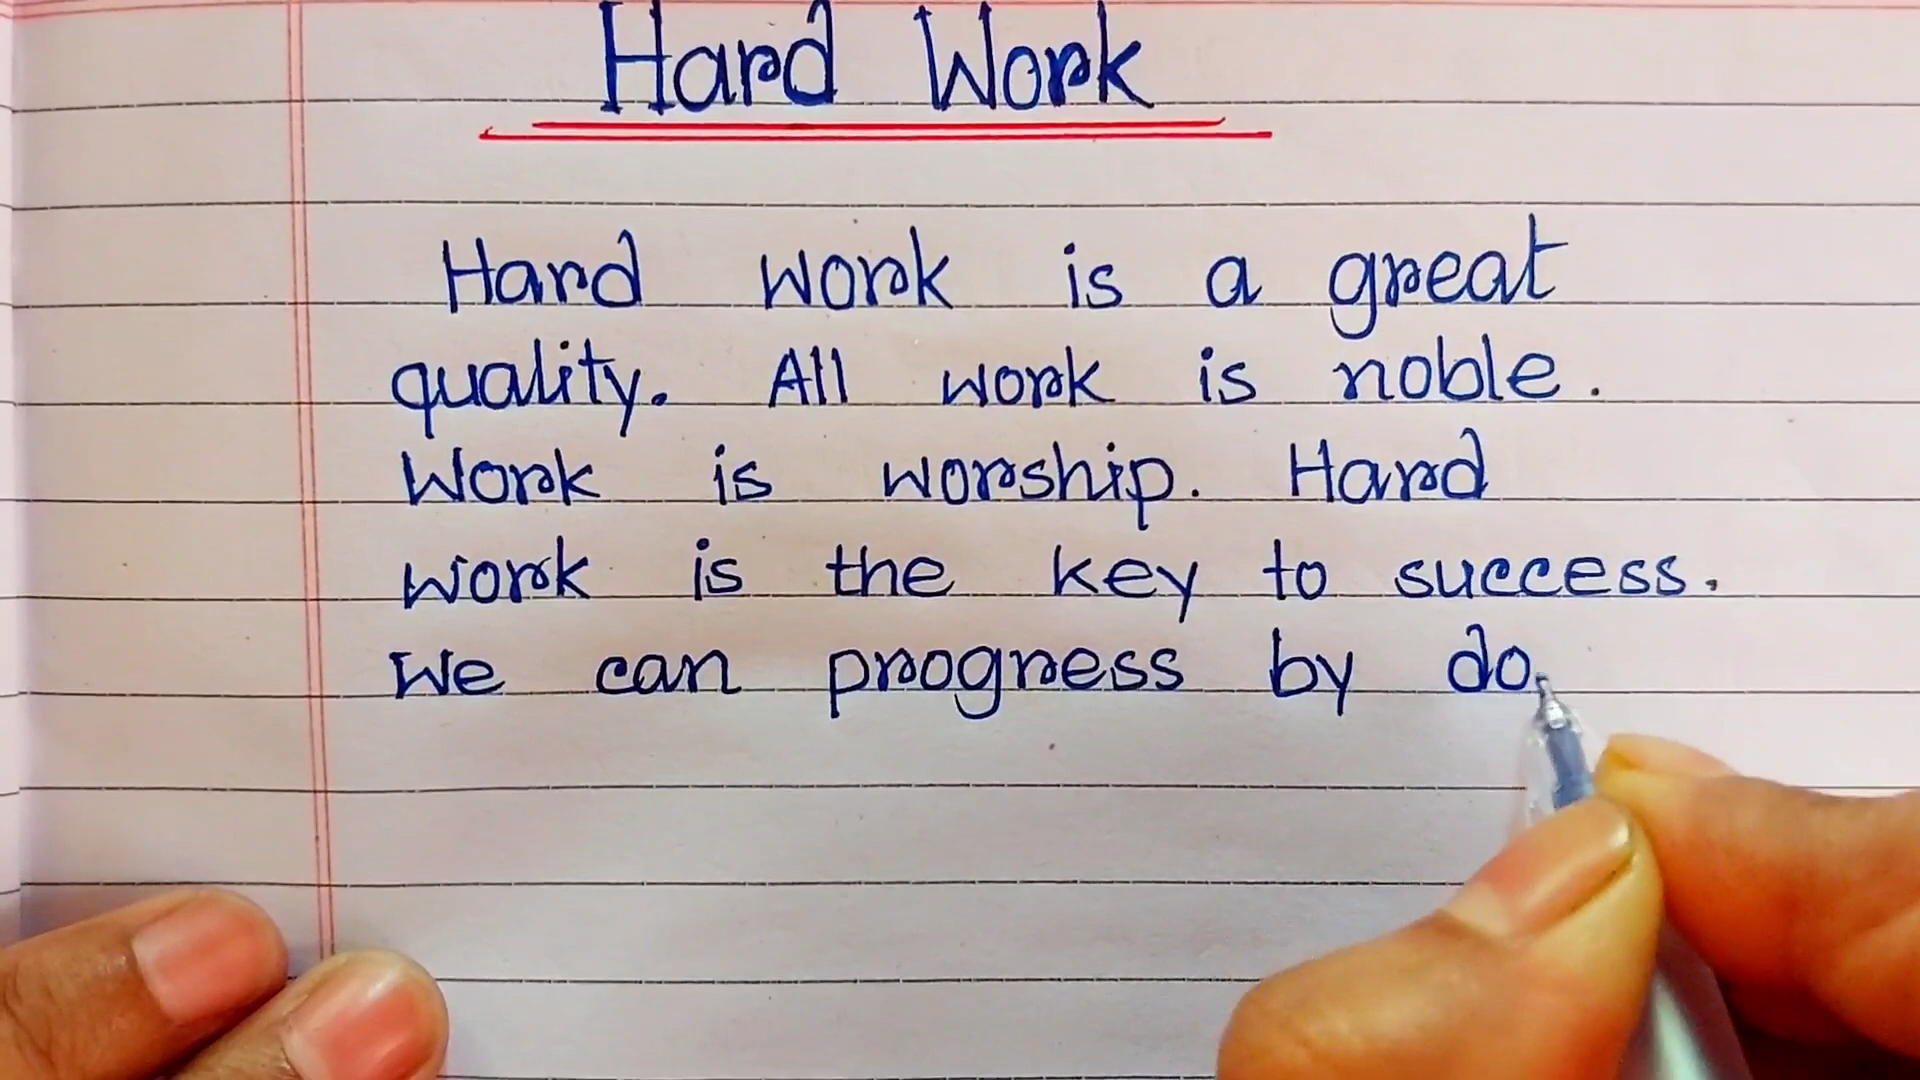 Hard Work
Hard work is a great
quality. All work is noble.
Work is worship. Hard
work is the key to success.
We can progress by do